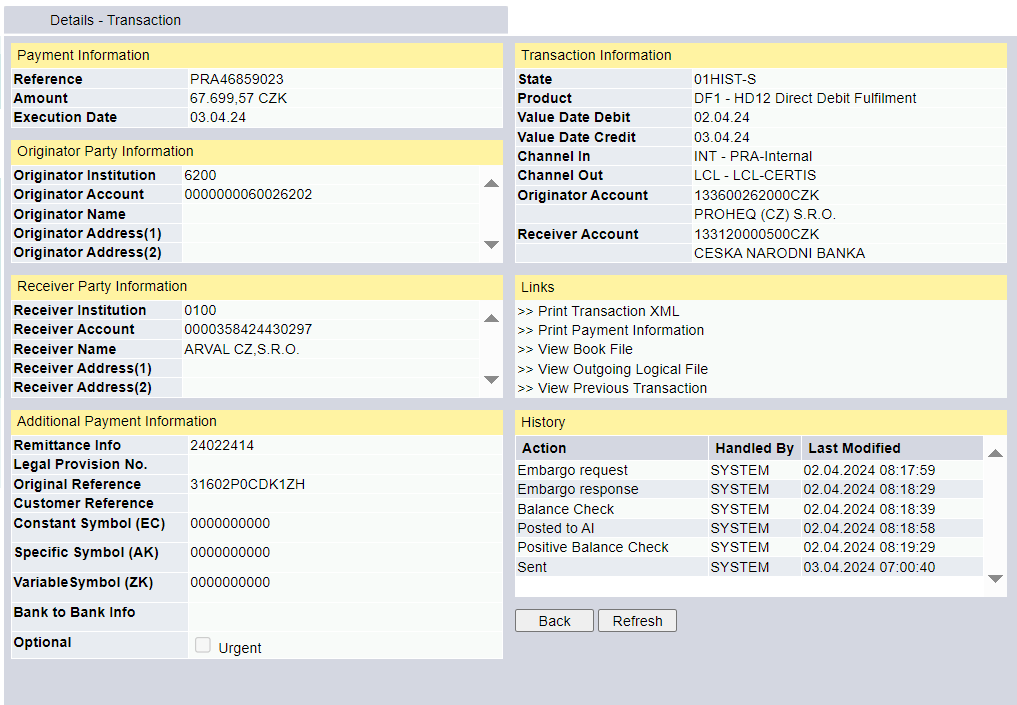 Details - Transaction
Payment Information
Reference PRA46859023
Amount 67.699,57 CZK
Execution Date 03.04.24
Originator Party Information
Originator Institution 6200
Originator Account 0000000060026202
Originator Name
Originator Address(1)
Originator Address(2)
Receiver Party Information
Receiver Institution 0100
Receiver Account 0000358424430297
Receiver Name ARVAL CZ,S.R.O.
Receiver Address(1)
Receiver Address(2)
Additional Payment Information
Remittance Info 24022414
Legal Provision No.
Original Reference 31602P0CDK1ZH
Customer Reference
Constant Symbol (EC) 0000000000
Specific Symbol (AK) 0000000000
VariableSymbol (ZK) 0000000000
Bank to Bank Info
Optional Urgent
Transaction Information
State 01HIST-S
Product DF1 - HD12 Direct Debit Fulfilment
Value Date Debit 02.04.24
Value Date Credit 03.04.24
Channel In INT - PRA-Internal
Channel Out LCL - LCL-CERTIS
Originator Account 133600262000CZK
PROHEQ (CZ) S.R.O.
Receiver Account 133120000500CZK
CESKA NARODNI BANKA
Links
>> Print Transaction XML
>> Print Payment Information
>> View Book File
>> View Outgoing Logical File
>> View Previous Transaction
History
Action Handled By Last Modified
Embargo request SYSTEM 02.04.2024 08:17:59
Embargo response SYSTEM 02.04.2024 08:18:29
Balance Check SYSTEM 02.04.2024 08:18:39
Posted to AI SYSTEM 02.04.2024 08:18:58
Positive Balance Check SYSTEM 02.04.2024 08:19:29
Sent SYSTEM 03.04.2024 07:00:40
Back Refresh